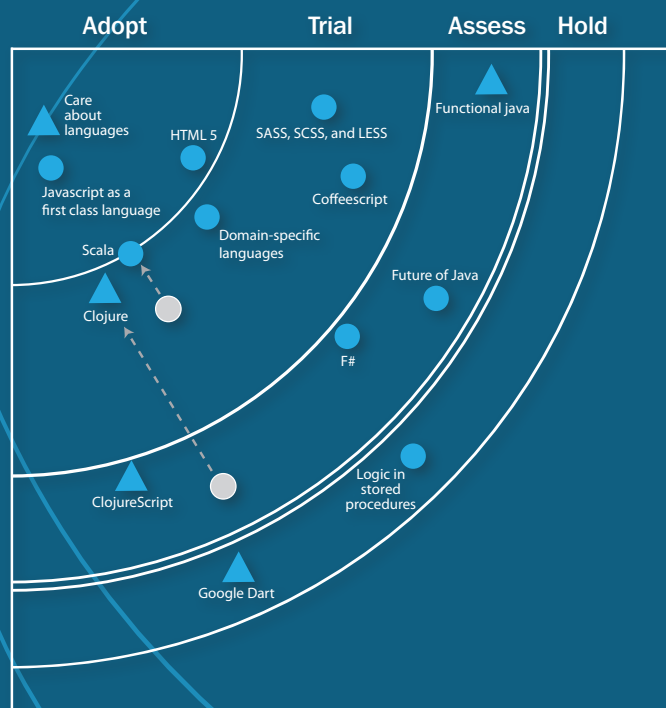 Adopt
Trial
Assess
Hold
Care
about
languages
Functional java
HTML 5
SASS, SCSS, and LESS
Javascript as a
first class language
Coffeescript
Scala
Domain-specific
languages
Future of Java
Clojure
F#
Logic in
stored
procedures
ClojureScript
Google Dart